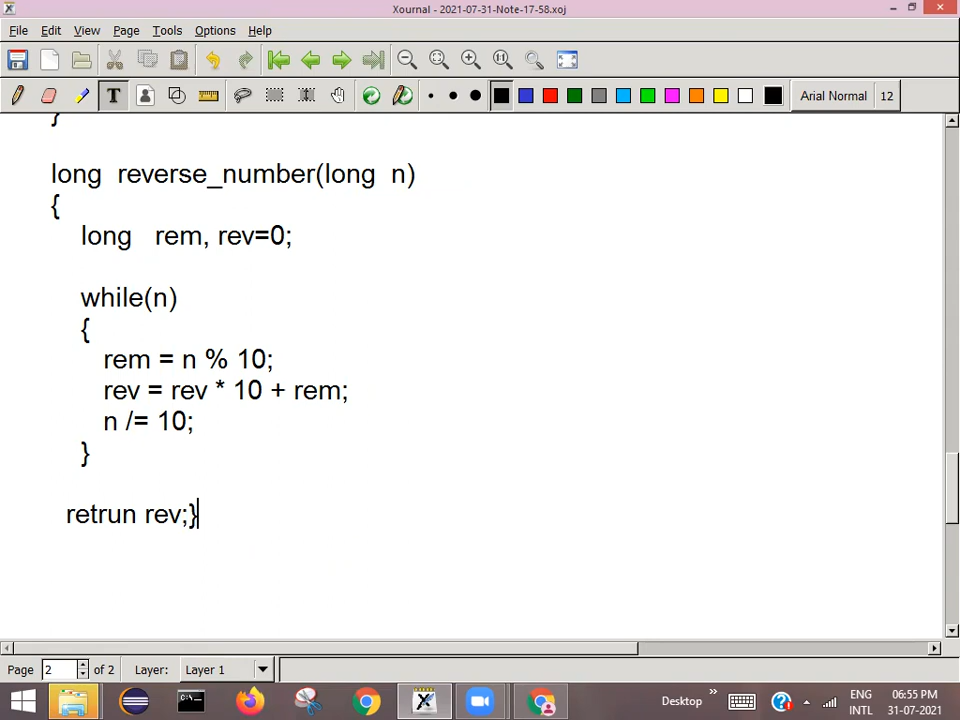 Xournal - 2021-07-31-Note-17-58.xoj
File Edit View Page Tools Options Help
T Arial Normal 12
}
long reverse_number(long n)
{
long rem, rev=0;
while(n)
{
rem = n % 10;
rev = rev * 10 + rem;
n /= 10;
}
retrun rev;}
Page 2 of 2 Layer: Layer 1
Desktop » ENG 06:55 PM
INTL 31-07-2021